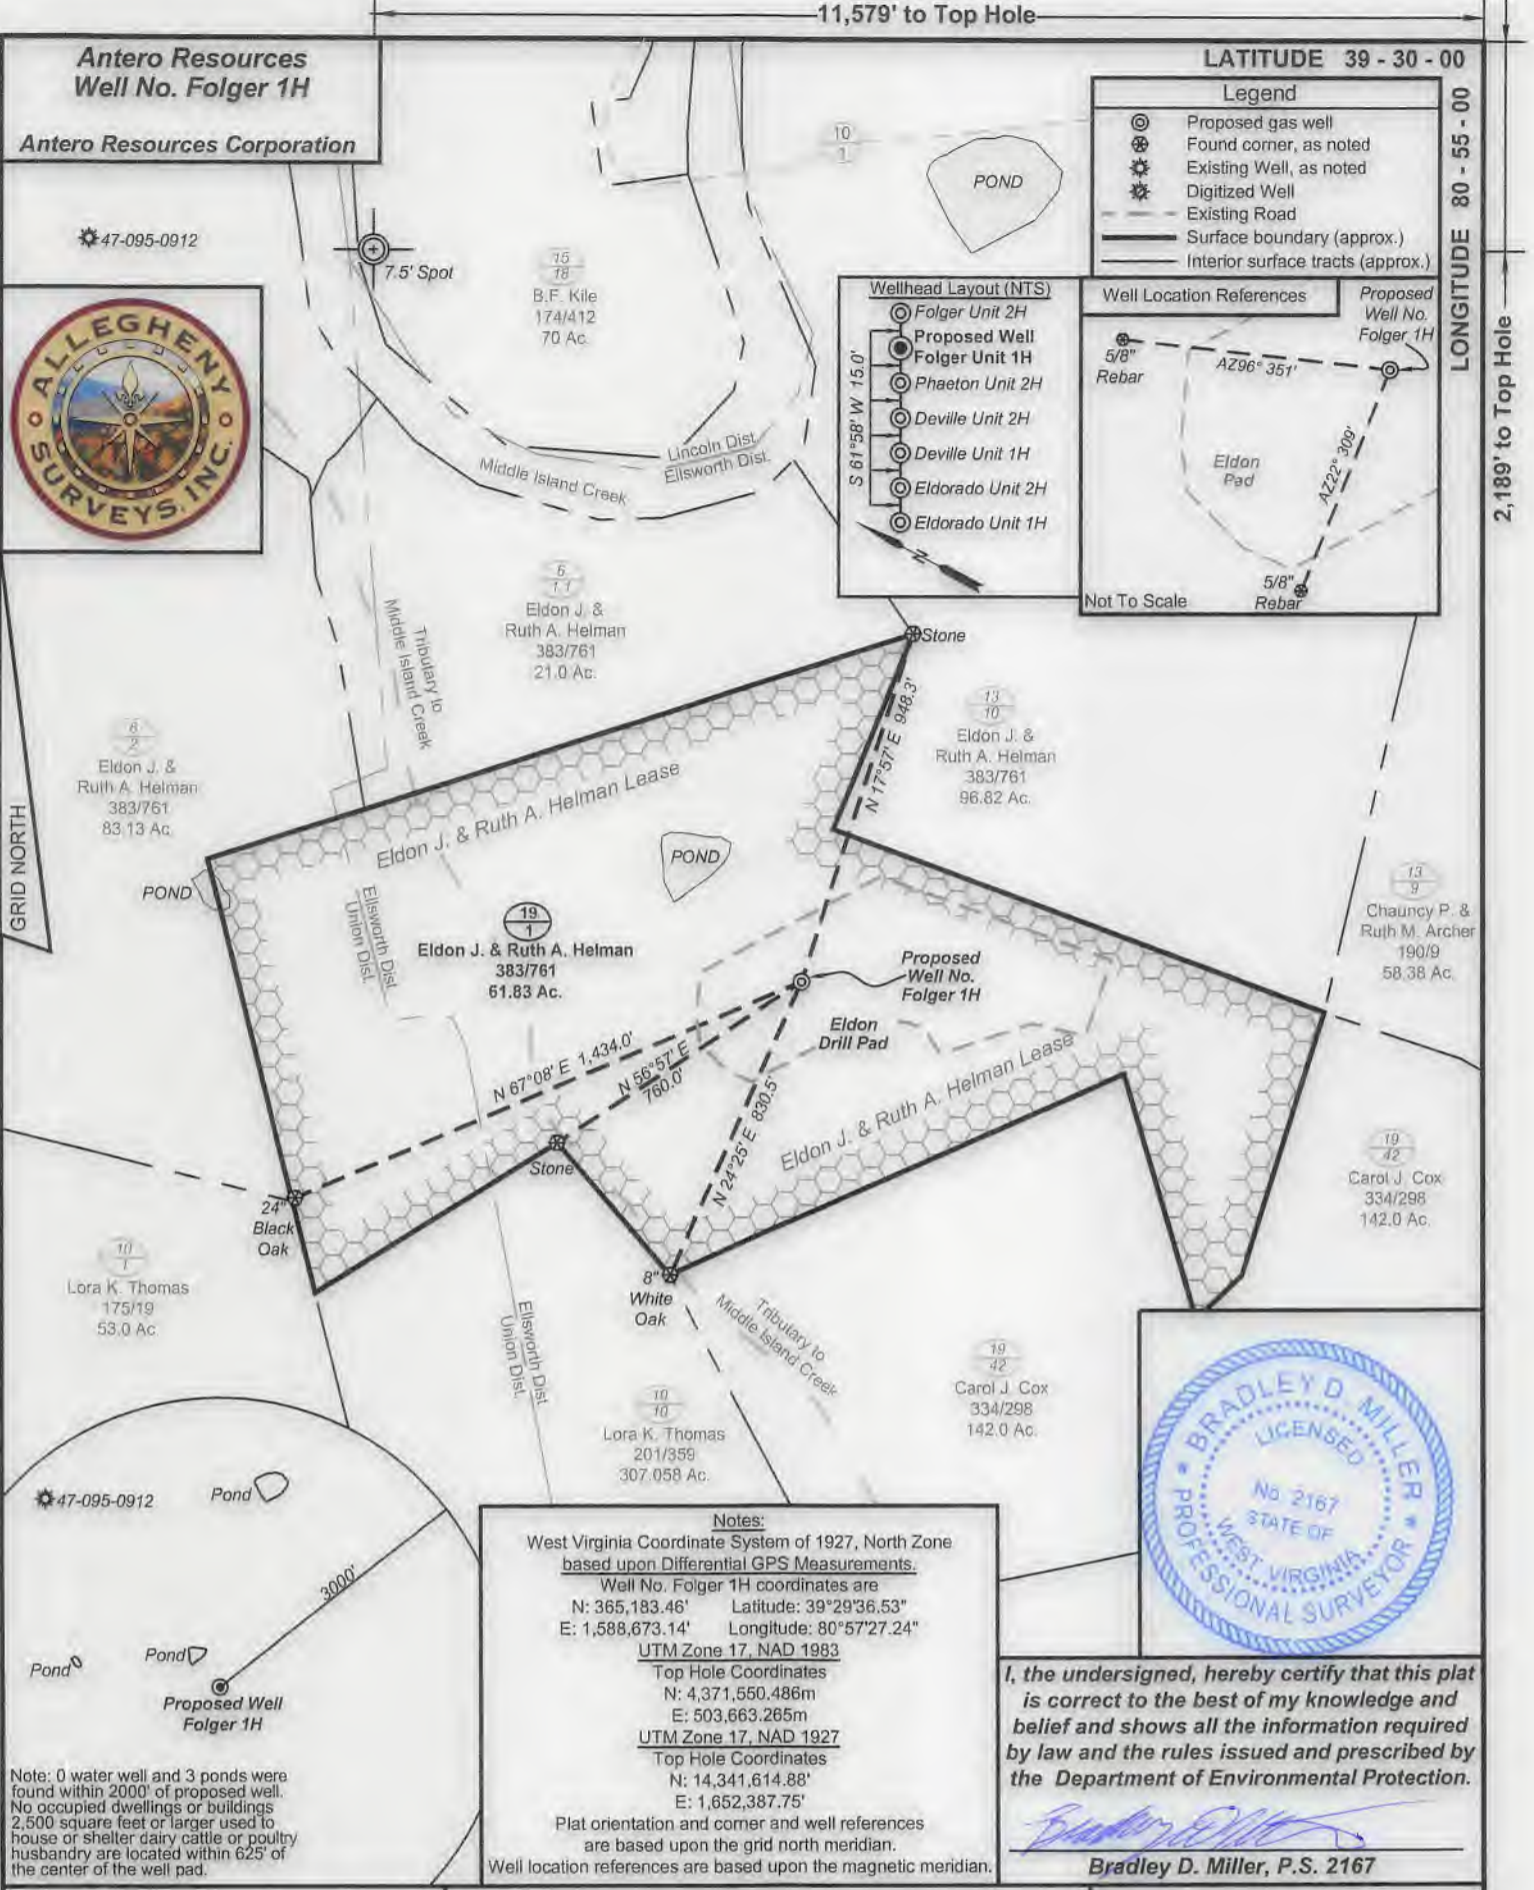 11,579' to Top Hole
Antero Resources
Well No. Folger 1H
Antero Resources Corporation
LATITUDE 39 - 30 - 00
LONGITUDE 80 - 55 - 00
2,189' to Top Hole
Legend
Proposed gas well
Found corner, as noted
Existing Well, as noted
Digitized Well
Existing Road
Surface boundary (approx.)
Interior surface tracts (approx.)
10
1
POND
47-095-0912
7.5' Spot
15
18
B.F. Kile
174/412
70 Ac.
ALLEGHENY
SURVEYS, INC.
Wellhead Layout (NTS)
Folger Unit 2H
Proposed Well
Folger Unit 1H
Phaeton Unit 2H
Deville Unit 2H
Deville Unit 1H
Eldorado Unit 2H
Eldorado Unit 1H
S 61°58' W 15.0'
N
Well Location References
Proposed
Well No.
Folger 1H
5/8"
Rebar
AZ96° 351'
AZ22° 309'
Eldon
Pad
5/8"
Rebar
Not To Scale
Lincoln Dist.
Ellsworth Dist.
Middle Island Creek
6
1.1
Eldon J. &
Ruth A. Helman
383/761
21.0 Ac.
Tributary to
Middle Island Creek
Stone
N 17°57' E 948.3'
13
10
Eldon J. &
Ruth A. Helman
383/761
96.82 Ac.
6
2
Eldon J. &
Ruth A. Helman
383/761
83.13 Ac.
GRID NORTH
Eldon J. & Ruth A. Helman Lease
POND
POND
Ellsworth Dist
Union Dist.
19
1
Eldon J. & Ruth A. Helman
383/761
61.83 Ac.
13
9
Chauncy P. &
Ruth M. Archer
190/9
58.38 Ac.
Proposed
Well No.
Folger 1H
Eldon
Drill Pad
N 67°08' E 1,434.0'
N 56°57' E
760.0'
N 24°25' E 830.5'
Eldon J. & Ruth A. Helman Lease
Stone
24"
Black
Oak
8"
White
Oak
19
42
Carol J. Cox
334/298
142.0 Ac.
10
1
Lora K. Thomas
175/19
53.0 Ac
Ellsworth Dist
Union Dist.
Tributary to
Middle Island Creek
10
10
Lora K. Thomas
201/359
307.058 Ac.
19
42
Carol J. Cox
334/298
142.0 Ac.
BRADLEY D. MILLER
LICENSED
No. 2167
STATE OF
WEST VIRGINIA
PROFESSIONAL SURVEYOR
47-095-0912
Pond
3000'
Pond
Pond
Proposed Well
Folger 1H
Note: 0 water well and 3 ponds were
found within 2000' of proposed well.
No occupied dwellings or buildings
2,500 square feet or larger used to
house or shelter dairy cattle or poultry
husbandry are located within 625' of
the center of the well pad.
Notes:
West Virginia Coordinate System of 1927, North Zone
based upon Differential GPS Measurements.
Well No. Folger 1H coordinates are
N: 365,183.46' Latitude: 39°29'36.53"
E: 1,588,673.14' Longitude: 80°57'27.24"
UTM Zone 17, NAD 1983
Top Hole Coordinates
N: 4,371,550.486m
E: 503,663.265m
UTM Zone 17, NAD 1927
Top Hole Coordinates
N: 14,341,614.88'
E: 1,652,387.75'
Plat orientation and corner and well references
are based upon the grid north meridian.
Well location references are based upon the magnetic meridian.
I, the undersigned, hereby certify that this plat
is correct to the best of my knowledge and
belief and shows all the information required
by law and the rules issued and prescribed by
the Department of Environmental Protection.
Bradley D. Miller, P.S. 2167